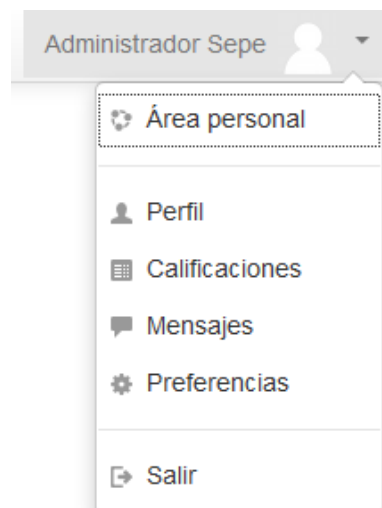 Administrador Sepe
Área personal
Perfil
Calificaciones
Mensajes
Preferencias
Salir